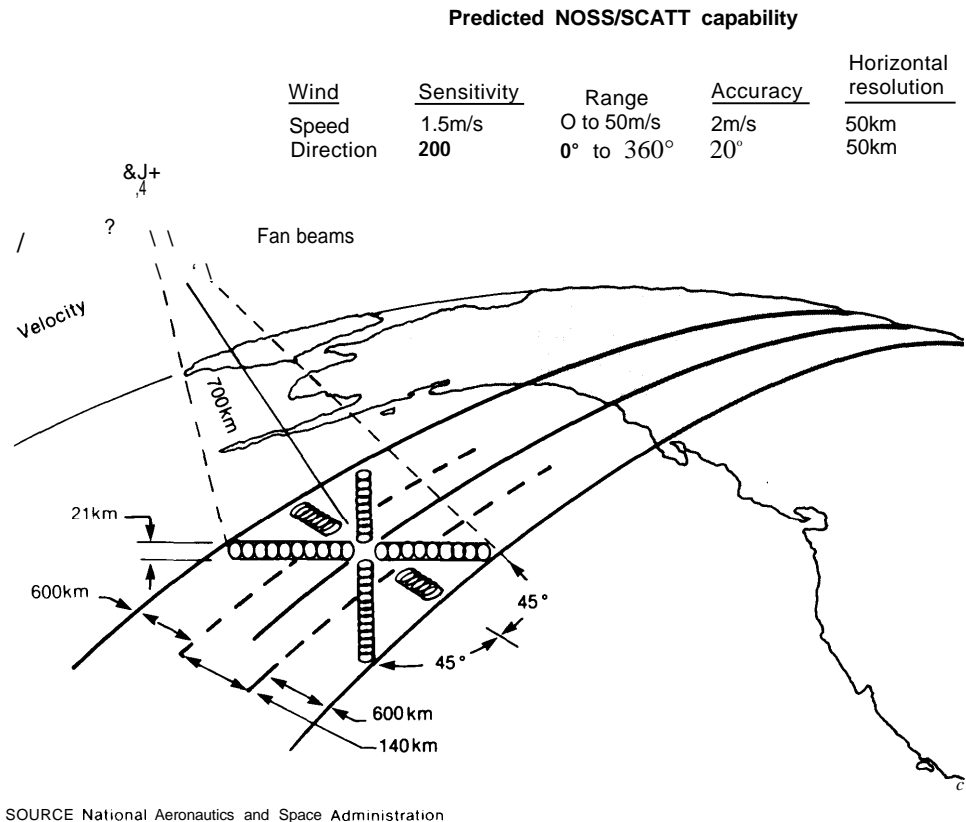 Predicted NOSS/SCATT capability
Wind Sensitivity Range Accuracy Horizontal resolution
Speed 1.5m/s O to 50m/s 2m/s 50km
Direction 200 0° to 360° 20° 50km
&J+
,4
?
/
Fan beams
Velocity
700km
21km
600km
45°
45°
600km
140km
c
SOURCE National Aeronautics and Space Administration